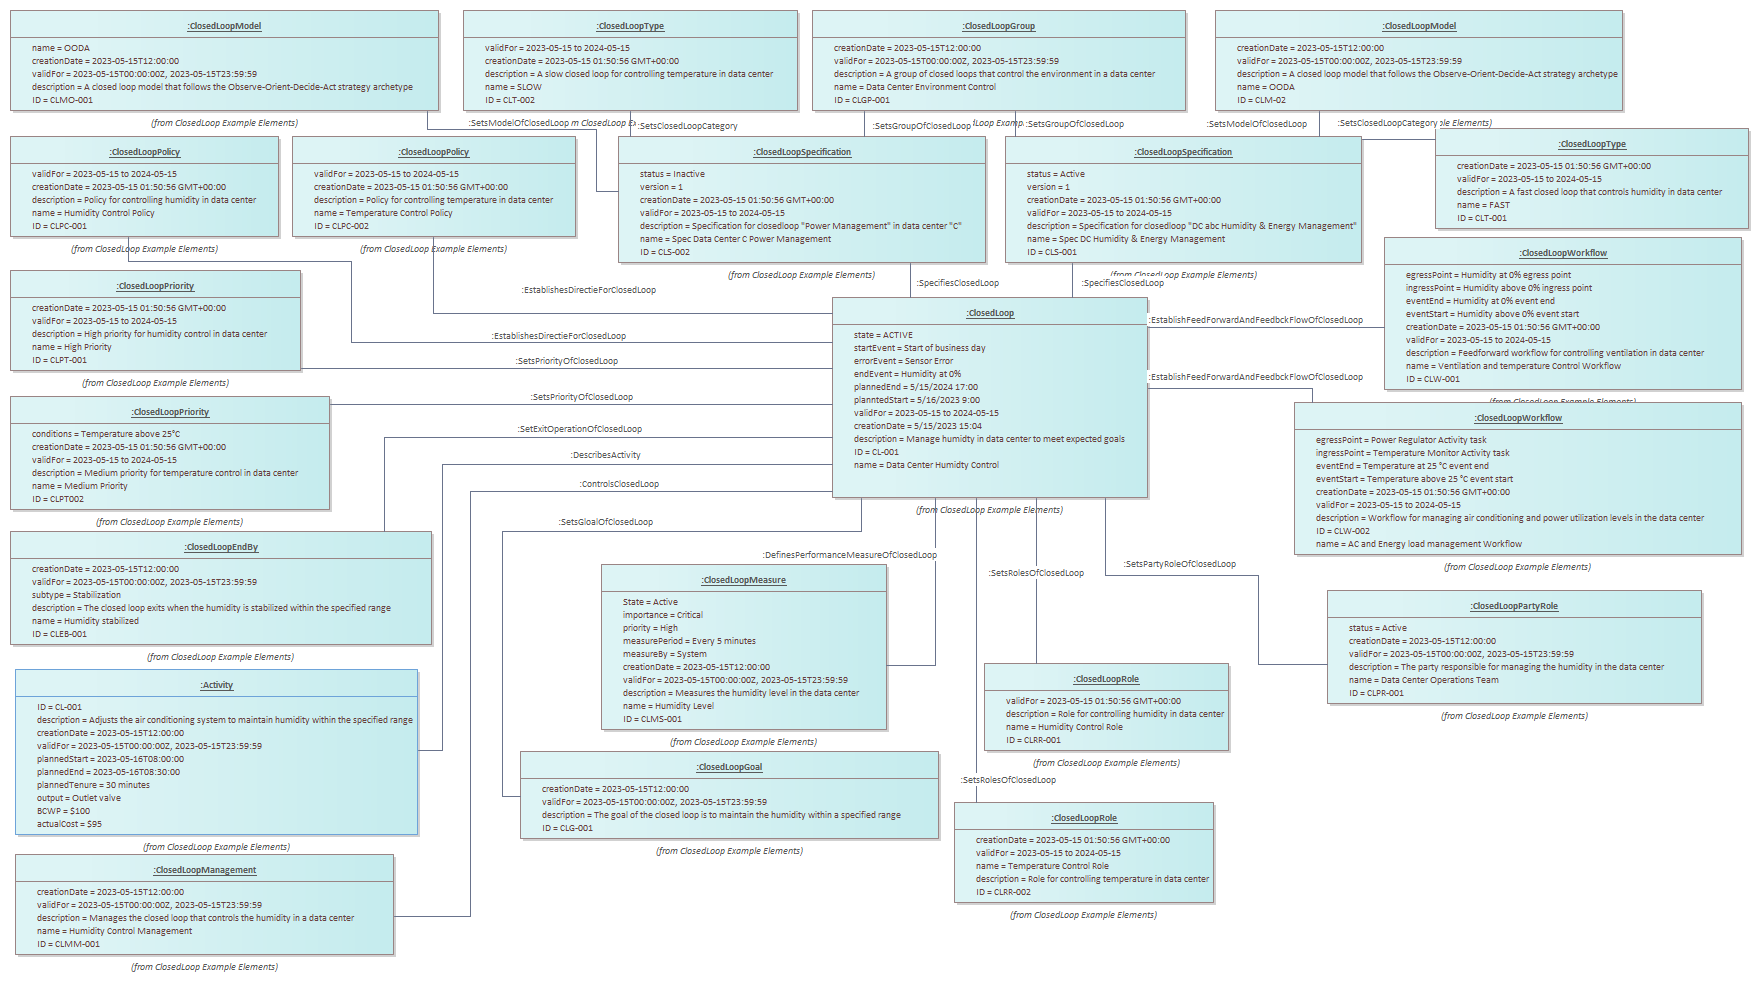 :ClosedLoopModel
name = OODA
creationDate = 2023-05-15T12:00:00
validFor = 2023-05-15T00:00:00Z, 2023-05-15T23:59:59
description = A closed loop model that follows the Observe-Orient-Decide-Act strategy archetype
ID = CLMO-001
(from ClosedLoop Example Elements)
:ClosedLoopType
validFor = 2023-05-15 to 2024-05-15
creationDate = 2023-05-15 01:50:56 GMT+00:00
description = A slow closed loop for controlling temperature in data center
name = SLOW
ID = CLT-002
:ClosedLoopGroup
creationDate = 2023-05-15T12:00:00
validFor = 2023-05-15T00:00:00Z, 2023-05-15T23:59:59
description = A group of closed loops that control the environment in a data center
name = Data Center Environment Control
ID = CLGP-001
:ClosedLoopModel
creationDate = 2023-05-15T12:00:00
validFor = 2023-05-15T00:00:00Z, 2023-05-15T23:59:59
description = A closed loop model that follows the Observe-Orient-Decide-Act strategy archetype
name = OODA
ID = CLM-02
:SetsModelOfClosedLoop
m ClosedLoop Ex
:SetsClosedLoopCategory
:SetsGroupOfClosedLoop
Loop Examp
:SetsGroupOfClosedLoop
:SetsModelOfClosedLoop
:SetsClosedLoopCategory
le Elements)
:ClosedLoopPolicy
validFor = 2023-05-15 to 2024-05-15
creationDate = 2023-05-15 01:50:56 GMT+00:00
description = Policy for controlling humidity in data center
name = Humidity Control Policy
ID = CLPC-001
(from ClosedLoop Example Elements)
:ClosedLoopPolicy
validFor = 2023-05-15 to 2024-05-15
creationDate = 2023-05-15 01:50:56 GMT+00:00
description = Policy for controlling temperature in data center
name = Temperature Control Policy
ID = CLPC-002
(from ClosedLoop Example Elements)
:ClosedLoopSpecification
status = Inactive
version = 1
creationDate = 2023-05-15 01:50:56 GMT+00:00
validFor = 2023-05-15 to 2024-05-15
description = Specification for closedloop "Power Management" in data center "C"
name = Spec Data Center C Power Management
ID = CLS-002
(from ClosedLoop Example Elements)
:ClosedLoopSpecification
status = Active
version = 1
creationDate = 2023-05-15 01:50:56 GMT+00:00
validFor = 2023-05-15 to 2024-05-15
description = Specification for closedloop "DC abc Humidity & Energy Management"
name = Spec DC Humidity & Energy Management
ID = CLS-001
(from ClosedLoop Example Elements)
:ClosedLoopType
creationDate = 2023-05-15 01:50:56 GMT+00:00
validFor = 2023-05-15 to 2024-05-15
description = A fast closed loop that controls humidity in data center
name = FAST
ID = CLT-001
:ClosedLoopWorkflow
egressPoint = Humidity at 0% egress point
ingressPoint = Humidity above 0% ingress point
eventEnd = Humidity at 0% event end
eventStart = Humidity above 0% event start
creationDate = 2023-05-15 01:50:56 GMT+00:00
validFor = 2023-05-15 to 2024-05-15
description = Feedforward workflow for controlling ventilation in data center
name = Ventilation and temperature Control Workflow
ID = CLW-001
(from ClosedLoop Example Elements)
:ClosedLoopPriority
creationDate = 2023-05-15 01:50:56 GMT+00:00
validFor = 2023-05-15 to 2024-05-15
description = High priority for humidity control in data center
name = High Priority
ID = CLPT-001
(from ClosedLoop Example Elements)
:EstablishesDirectieForClosedLoop
:SpecifiesClosedLoop
:SpecifiesClosedLoop
:EstablishesDirectieForClosedLoop
:SetsPriorityOfClosedLoop
:SetsPriorityOfClosedLoop
:SetExitOperationOfClosedLoop
:DescribesActivity
:ControlsClosedLoop
:SetsGloalOfClosedLoop
:ClosedLoop
state = ACTIVE
startEvent = Start of business day
errorEvent = Sensor Error
endEvent = Humidity at 0%
plannedEnd = 5/15/2024 17:00
planntedStart = 5/16/2023 9:00
validFor = 2023-05-15 to 2024-05-15
creationDate = 5/15/2023 15:04
description = Manage humidity in data center to meet expected goals
ID = CL-001
name = Data Center Humidty Control
(from ClosedLoop Example Elements)
:EstablishFeedForwardAndFeedbckFlowOfClosedLoop
:EstablishFeedForwardAndFeedbckFlowOfClosedLoop
:ClosedLoopPriority
conditions = Temperature above 25°C
creationDate = 2023-05-15 01:50:56 GMT+00:00
validFor = 2023-05-15 to 2024-05-15
description = Medium priority for temperature control in data center
name = Medium Priority
ID = CLPT002
(from ClosedLoop Example Elements)
:ClosedLoopWorkflow
egressPoint = Power Regulator Activity task
ingressPoint = Temperature Monitor Activity task
eventEnd = Temperature at 25 °C event end
eventStart = Temperature above 25 °C event start
creationDate = 2023-05-15 01:50:56 GMT+00:00
validFor = 2023-05-15 to 2024-05-15
description = Workflow for managing air conditioning and power utilization levels in the data center
ID = CLW-002
name = AC and Energy load management Workflow
(from ClosedLoop Example Elements)
:ClosedLoopEndBy
creationDate = 2023-05-15T12:00:00
validFor = 2023-05-15T00:00:00Z, 2023-05-15T23:59:59
subtype = Stabilization
description = The closed loop exits when the humidity is stabilized within the specified range
name = Humidity stabilized
ID = CLEB-001
(from ClosedLoop Example Elements)
:DefinesPerformanceMeasureOfClosedLoop
:SetsRolesOfClosedLoop
:SetsPartyRoleOfClosedLoop
:ClosedLoopMeasure
State = Active
importance = Critical
priority = High
measurePeriod = Every 5 minutes
measureBy = System
creationDate = 2023-05-15T12:00:00
validFor = 2023-05-15T00:00:00Z, 2023-05-15T23:59:59
description = Measures the humidity level in the data center
name = Humidity Level
ID = CLMS-001
(from ClosedLoop Example Elements)
:ClosedLoopPartyRole
status = Active
creationDate = 2023-05-15T12:00:00
validFor = 2023-05-15T00:00:00Z, 2023-05-15T23:59:59
description = The party responsible for managing the humidity in the data center
name = Data Center Operations Team
ID = CLPR-001
(from ClosedLoop Example Elements)
:ClosedLoopRole
validFor = 2023-05-15 01:50:56 GMT+00:00
description = Role for controlling humidity in data center
name = Humidity Control Role
ID = CLRR-001
(from ClosedLoop Example Elements)
:Activity
ID = CL-001
description = Adjusts the air conditioning system to maintain humidity within the specified range
creationDate = 2023-05-15T12:00:00
validFor = 2023-05-15T00:00:00Z, 2023-05-15T23:59:59
plannedStart = 2023-05-16T08:00:00
plannedEnd = 2023-05-16T08:30:00
plannedTenure = 30 minutes
output = Outlet valve
BCWP = $100
actualCost = $95
(from ClosedLoop Example Elements)
:ClosedLoopGoal
creationDate = 2023-05-15T12:00:00
validFor = 2023-05-15T00:00:00Z, 2023-05-15T23:59:59
description = The goal of the closed loop is to maintain the humidity within a specified range
ID = CLG-001
(from ClosedLoop Example Elements)
:SetsRolesOfClosedLoop
:ClosedLoopRole
creationDate = 2023-05-15 01:50:56 GMT+00:00
validFor = 2023-05-15 to 2024-05-15
name = Temperature Control Role
description = Role for controlling temperature in data center
ID = CLRR-002
(from ClosedLoop Example Elements)
:ClosedLoopManagement
creationDate = 2023-05-15T12:00:00
validFor = 2023-05-15T00:00:00Z, 2023-05-15T23:59:59
description = Manages the closed loop that controls the humidity in a data center
name = Humidity Control Management
ID = CLMM-001
(from ClosedLoop Example Elements)